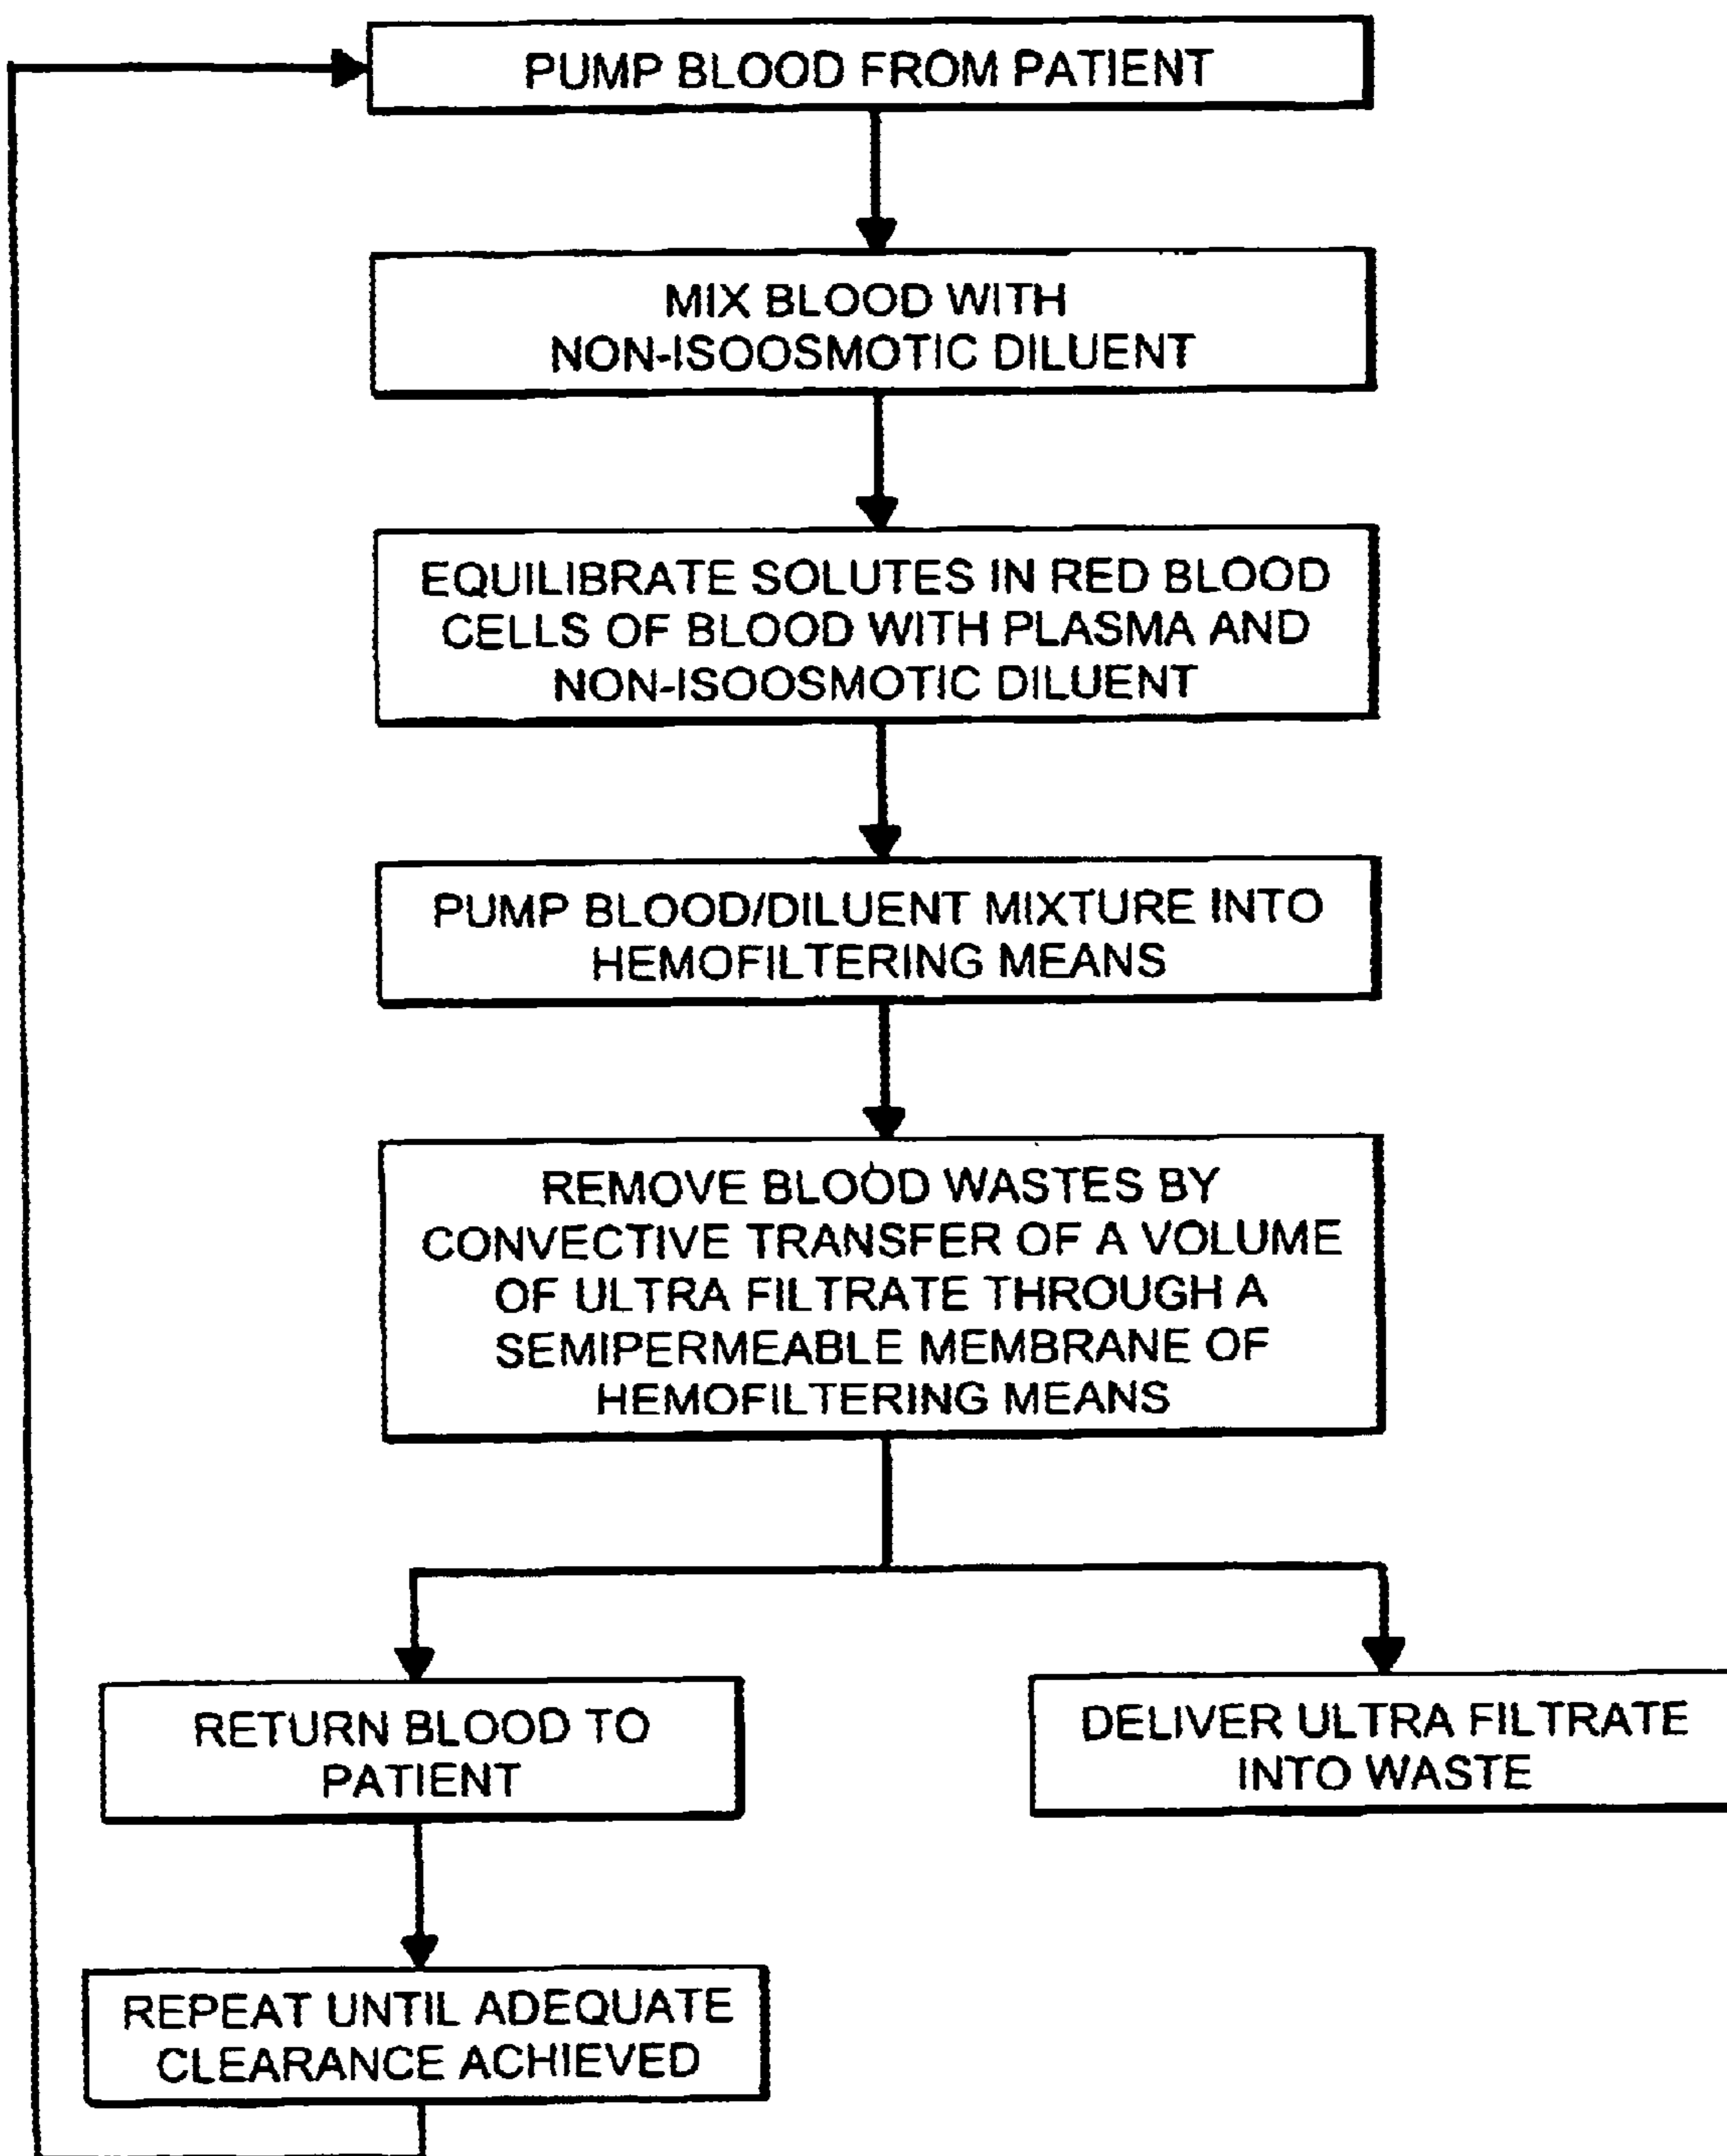 PUMP BLOOD FROM PATIENT
MIX BLOOD WITH
NON-ISOOSMOTIC DILUENT
EQUILIBRATE SOLUTES IN RED BLOOD
CELLS OF BLOOD WITH PLASMA AND
NON-ISOOSMOTIC DILUENT
PUMP BLOOD/DILUENT MIXTURE INTO
HEMOFILTERING MEANS
REMOVE BLOOD WASTES BY
CONVECTIVE TRANSFER OF A VOLUME
OF ULTRA FILTRATE THROUGH A
SEMIPERMEABLE MEMBRANE OF
HEMOFILTERING MEANS
RETURN BLOOD TO
PATIENT
DELIVER ULTRA FILTRATE
INTO WASTE
REPEAT UNTIL ADEQUATE
CLEARANCE ACHIEVED